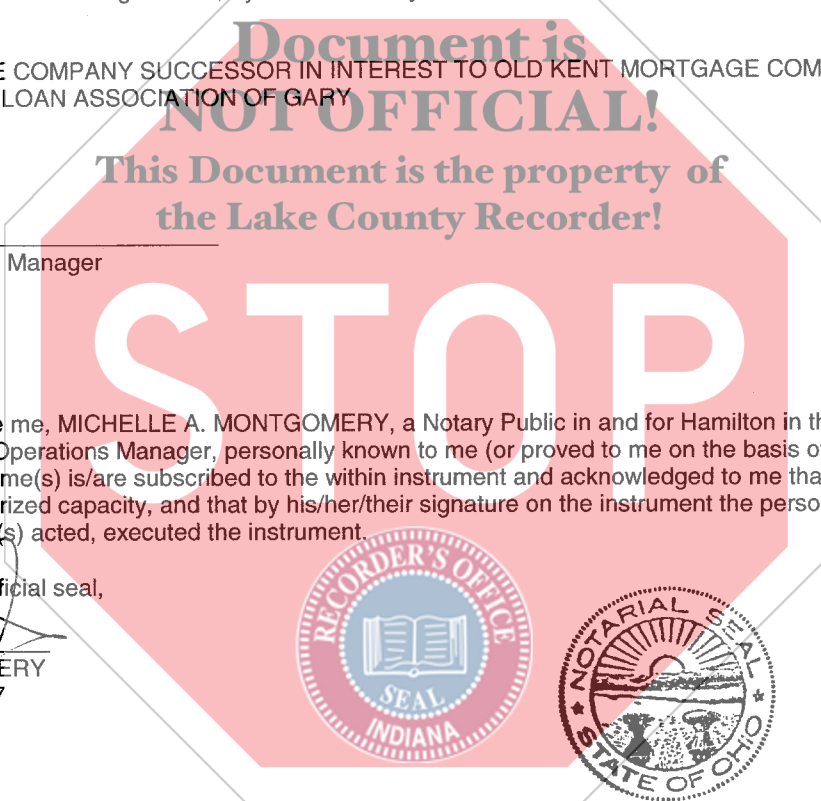 Document is
E COMPANY SUCCESSOR IN INTEREST TO OLD KENT MORTGAGE COM
LOAN ASSOCIATION OF GARY
NOT OFFICIAL!
This Document is the property of
the Lake County Recorder!
Manager
STOP
e me, MICHELLE A. MONTGOMERY, a Notary Public in and for Hamilton in th
Operations Manager, personally known to me (or proved to me on the basis of
me(s) is/are subscribed to the within instrument and acknowledged to me tha
rized capacity, and that by his/her/their signature on the instrument the perso
(s) acted, executed the instrument.
ficial seal,
ERY
7
RECORDER'S OFFICE
SEAL
INDIANA
NOTARIAL SEAL
STATE OF OHIO